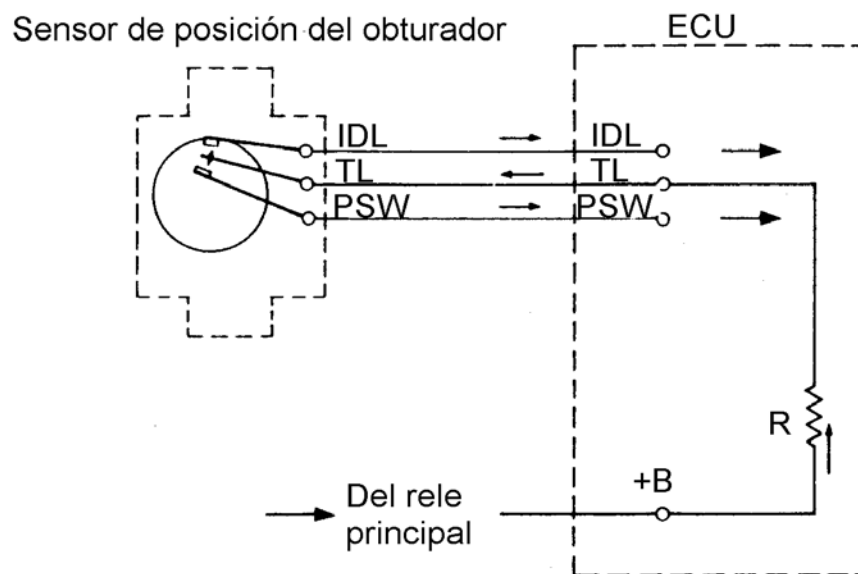 Sensor de posición del obturador
ECU
IDL
IDL
TL
TL
PSW
PSW
R
+B
Del rele
principal